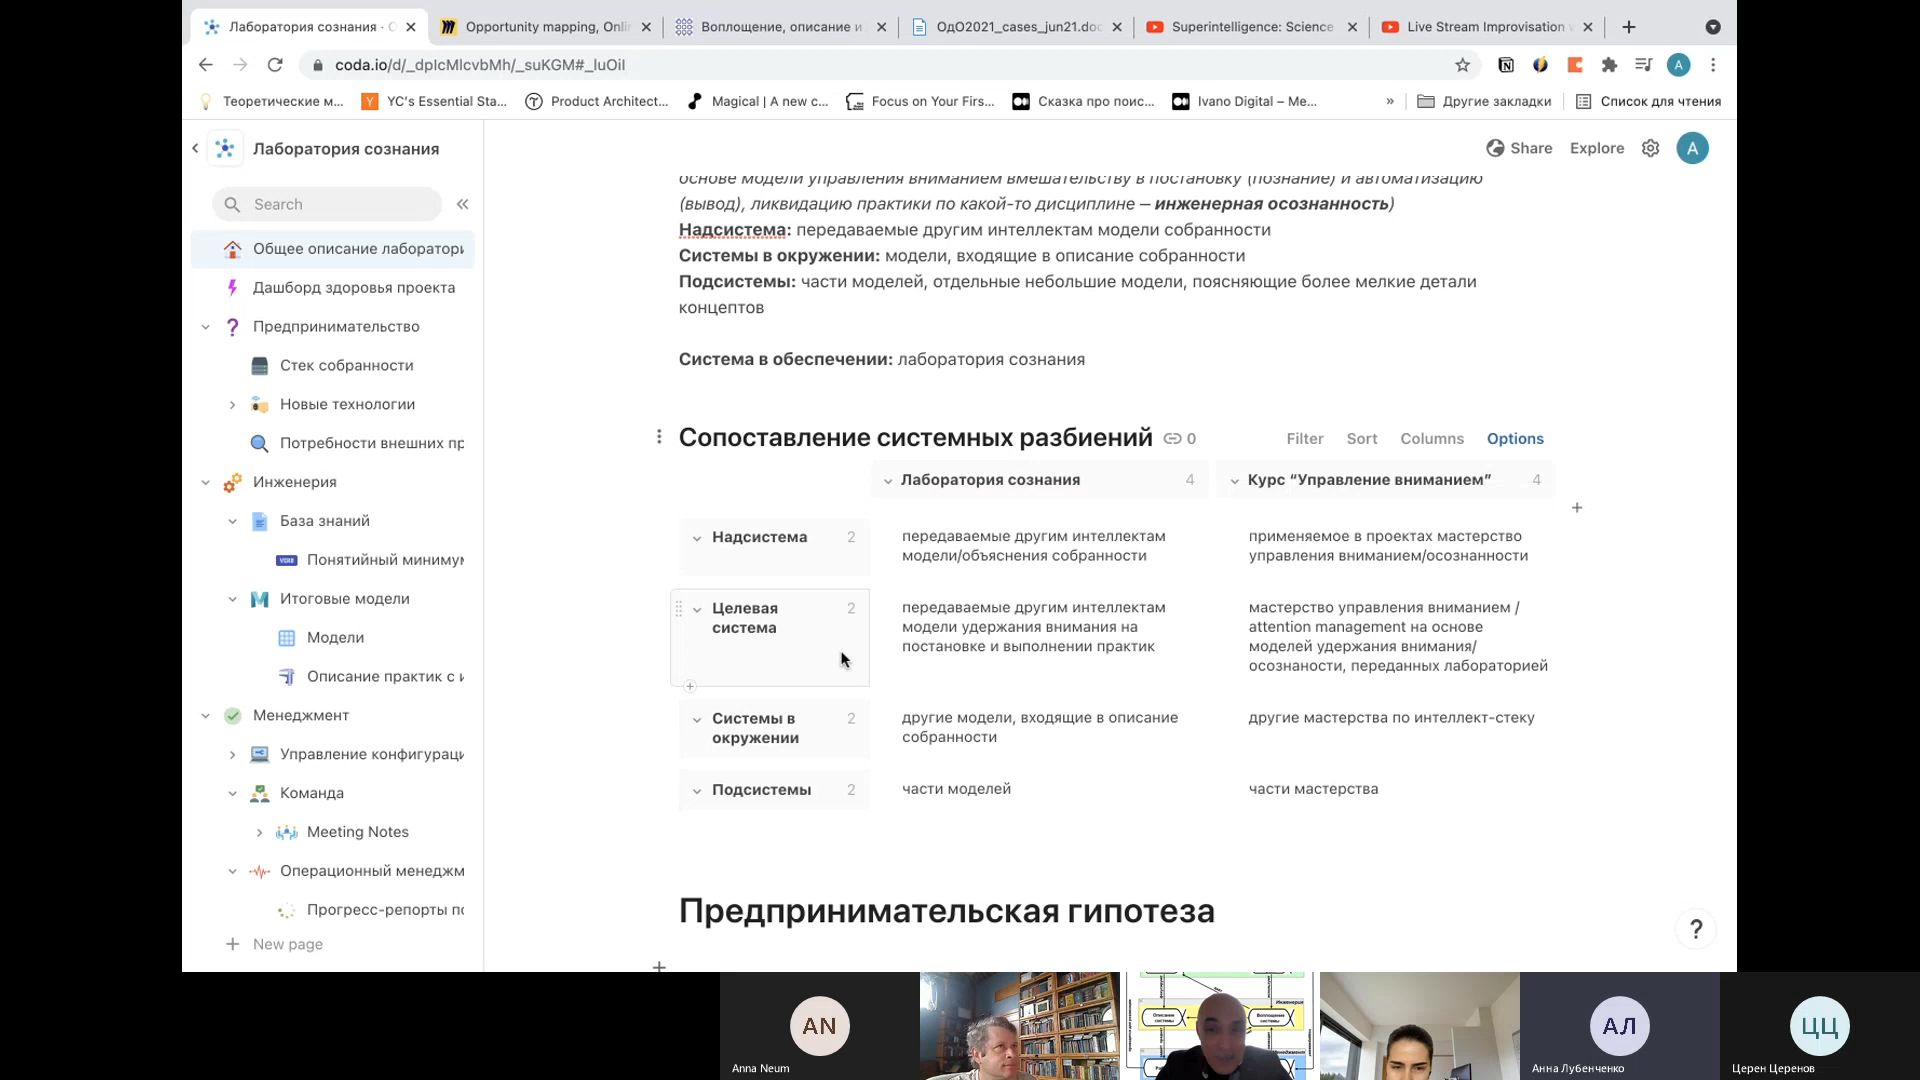 Лаборатория сознания - О
Opportunity mapping, Onli
Воплощение, описание и
ОдО2021_cases_jun21.doc
Superintelligence: Science
Live Stream Improvisation w
Теоретические м...
YC's Essential Sta...
Product Architect...
Magical | A new c...
Focus on Your Firs...
Сказка про поис...
Ivano Digital – Me...
»
Другие закладки
Список для чтения
Лаборатория сознания
Share
Explore
A
Search
Общее описание лаборатори
Дашборд здоровья проекта
Предпринимательство
Стек собранности
Новые технологии
Потребности внешних пр
Инженерия
База знаний
Понятийный минимум
Итоговые модели
Модели
Описание практик с и
Менеджмент
Управление конфигураци
Команда
Meeting Notes
Операционный менеджм
Прогресс-репорты по
New page
основе модели управления вниманием вмешательству в постановку (познание) и автоматизацию
(вывод), ликвидацию практики по какой-то дисциплине – инженерная осознанность)
Надсистема: передаваемые другим интеллектам модели собранности
Системы в окружении: модели, входящие в описание собранности
Подсистемы: части моделей, отдельные небольшие модели, поясняющие более мелкие детали
концептов
Система в обеспечении: лаборатория сознания
Сопоставление системных разбиений 0
Filter Sort Columns Options
Лаборатория сознания 4
Курс “Управление вниманием” 4
Надсистема 2
передаваемые другим интеллектам
модели/объяснения собранности
применяемое в проектах мастерство
управления вниманием/осознанности
Целевая 2
система
передаваемые другим интеллектам
модели удержания внимания на
постановке и выполнении практик
мастерство управления вниманием /
attention management на основе
моделей удержания внимания/
осознаности, переданных лабораторией
Системы в 2
окружении
другие модели, входящие в описание
собранности
другие мастерства по интеллект-стеку
Подсистемы 2
части моделей
части мастерства
Предпринимательская гипотеза
?
AN
Anna Neum
Инженерия
Описание
системы
Воплощение
системы
АЛ
Анна Лубенченко
ЦЦ
Церен Церенов